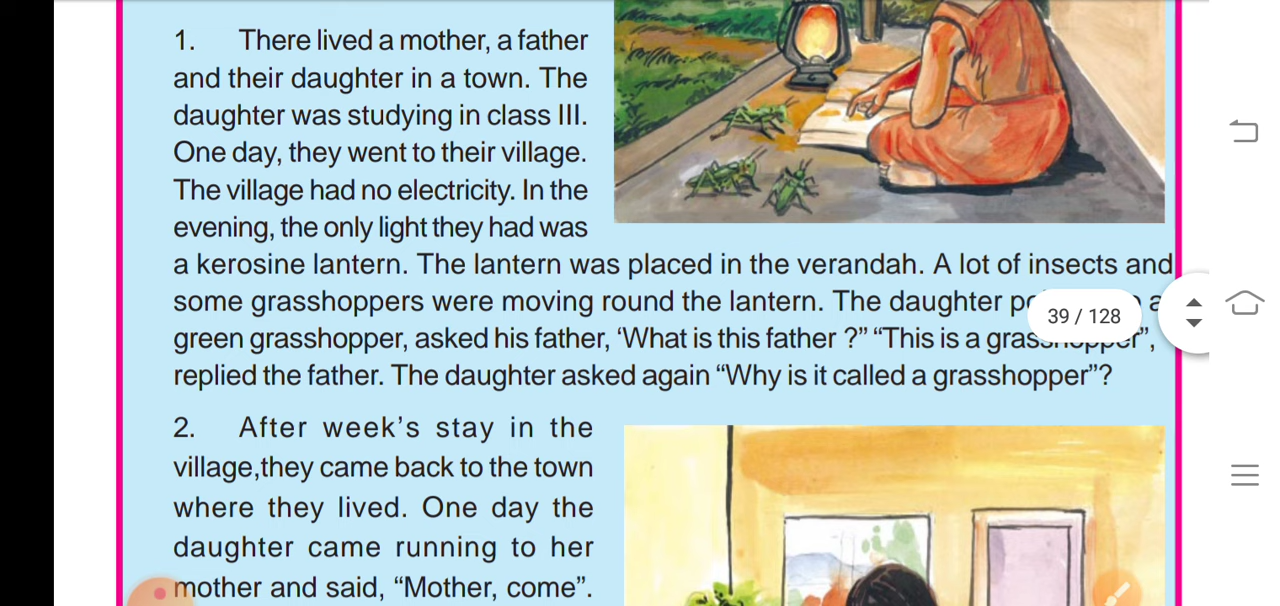 1. There lived a mother, a father
and their daughter in a town. The
daughter was studying in class III.
One day, they went to their village.
The village had no electricity. In the
evening, the only light they had was
a kerosine lantern. The lantern was placed in the verandah. A lot of insects and
some grasshoppers were moving round the lantern. The daughter a
39 / 128
green grasshopper, asked his father, ‘What is this father ?” “This is a grasshopper”,
replied the father. The daughter asked again “Why is it called a grasshopper”?
2. After week’s stay in the
village,they came back to the town
where they lived. One day the
daughter came running to her
mother and said, “Mother, come”.